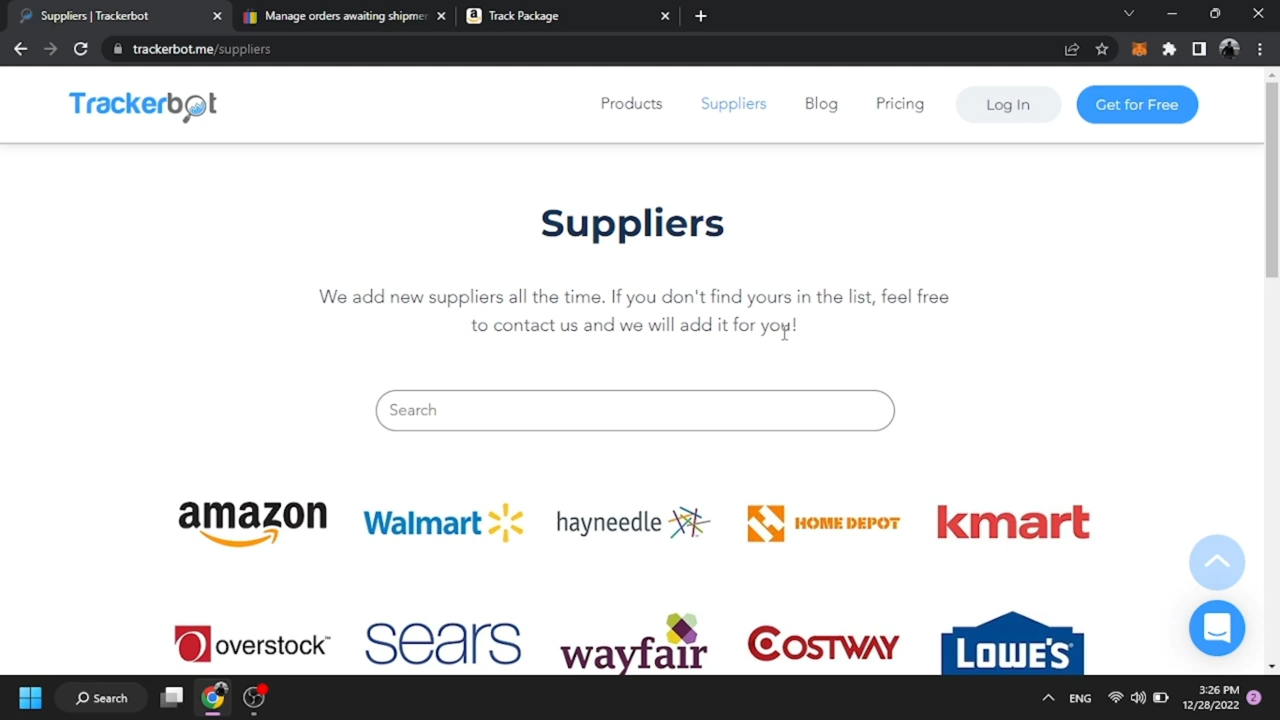 Suppliers | Trackerbot
Manage orders awaiting shipmen
Track Package
trackerbot.me/suppliers
Trackerbot
Products
Suppliers
Blog
Pricing
Log In
Get for Free
Suppliers
We add new suppliers all the time. If you don't find yours in the list, feel free
to contact us and we will add it for you!
Search
amazon
Walmart
hayneedle
HOME DEPOT
kmart
overstock™
sears
wayfair
COSTWAY
LOWE'S
Search
ENG
3:26 PM
12/28/2022
2